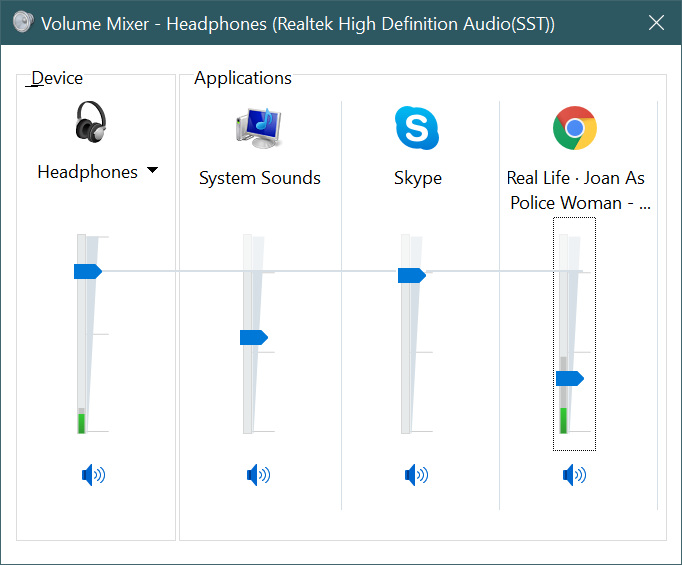 Volume Mixer - Headphones (Realtek High Definition Audio(SST))
Device
Applications
Headphones
System Sounds
Skype
Real Life · Joan As
Police Woman - ...